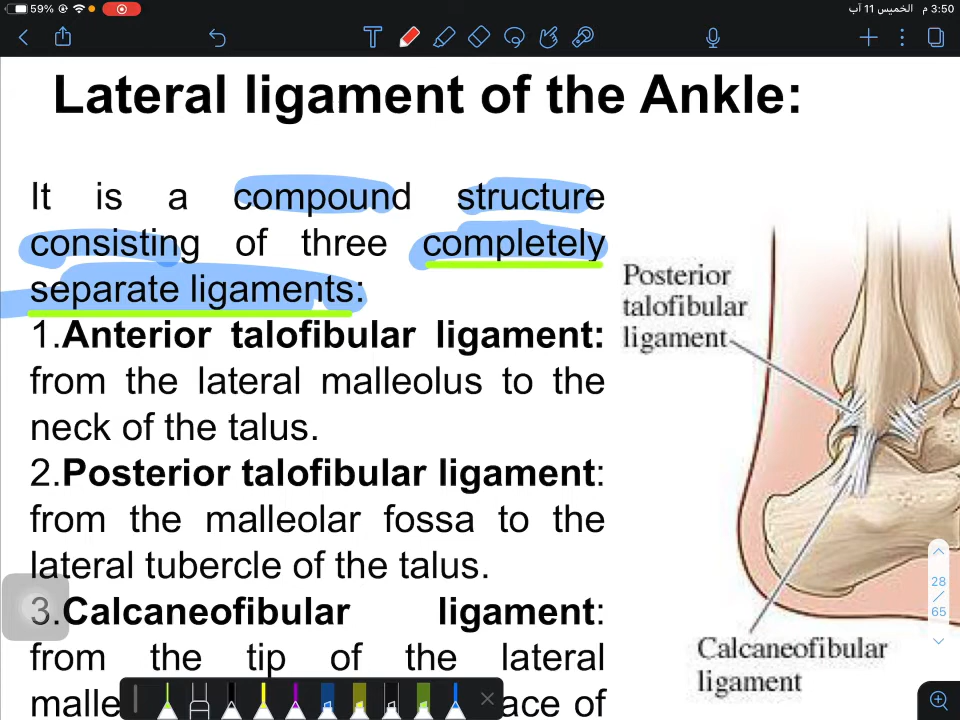 59%
الخميس 11 آب 3:50 م
Lateral ligament of the Ankle:
It is a compound structure
consisting of three completely
separate ligaments:
1.Anterior talofibular ligament:
from the lateral malleolus to the
neck of the talus.
2.Posterior talofibular ligament:
from the malleolar fossa to the
lateral tubercle of the talus.
3.Calcaneofibular ligament:
from the tip of the lateral
Posterior
talofibular
ligament
Calcaneofibular
ligament
28
/
65